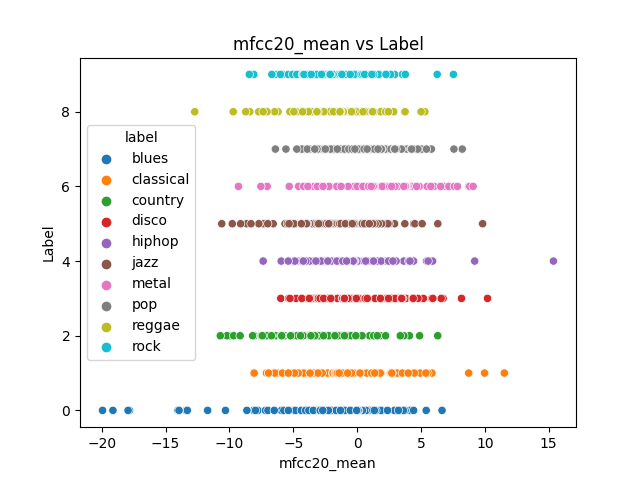 mfcc20_mean vs Label
Label
8
6
4
2
0
label
blues
classical
country
disco
hiphop
jazz
metal
pop
reggae
rock
−20 −15 −10 −5 0 5 10 15
mfcc20_mean